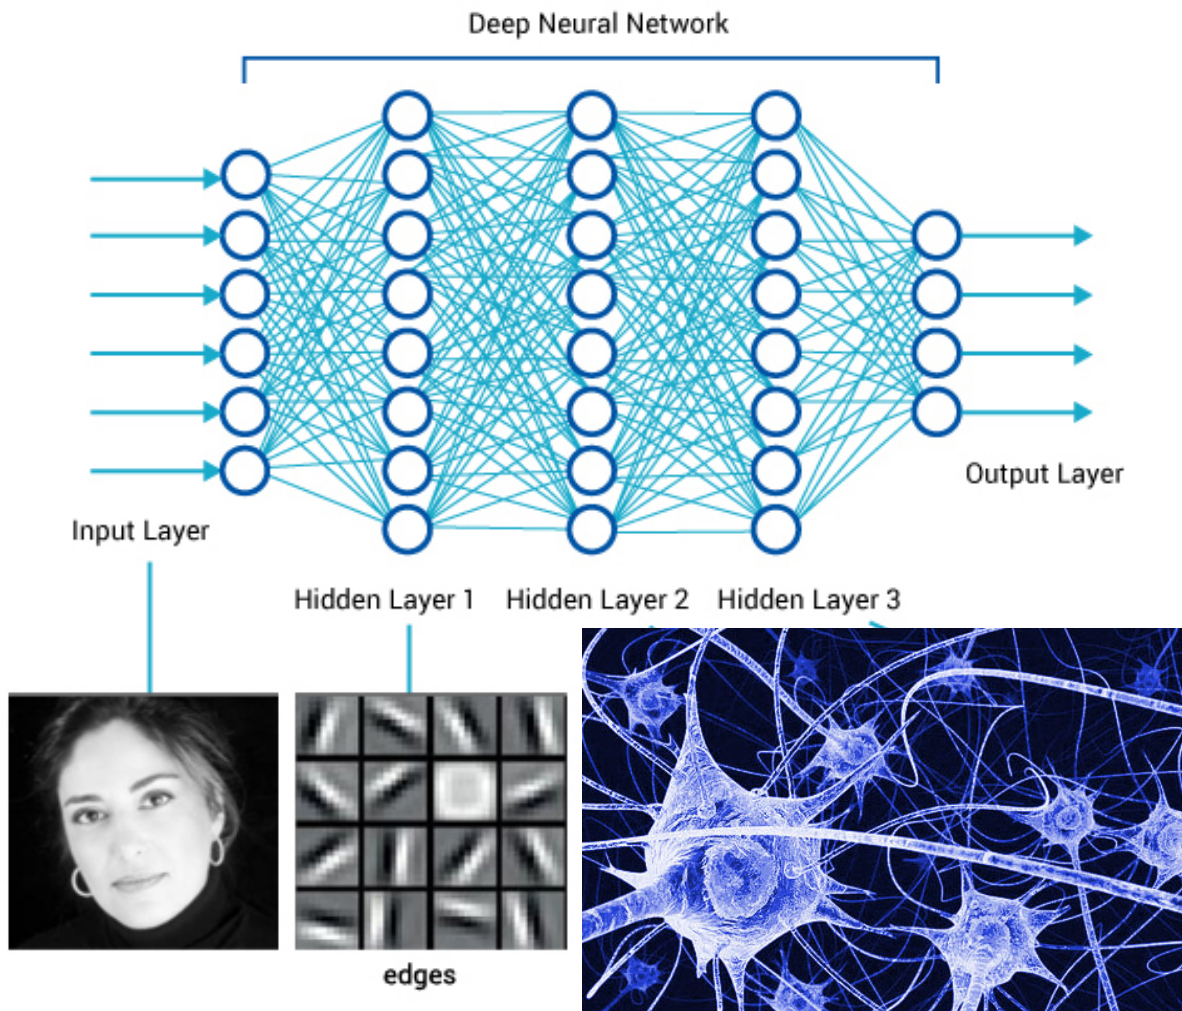 Deep Neural Network
Output Layer
Input Layer
Hidden Layer 1
Hidden Layer 2
Hidden Layer 3
edges